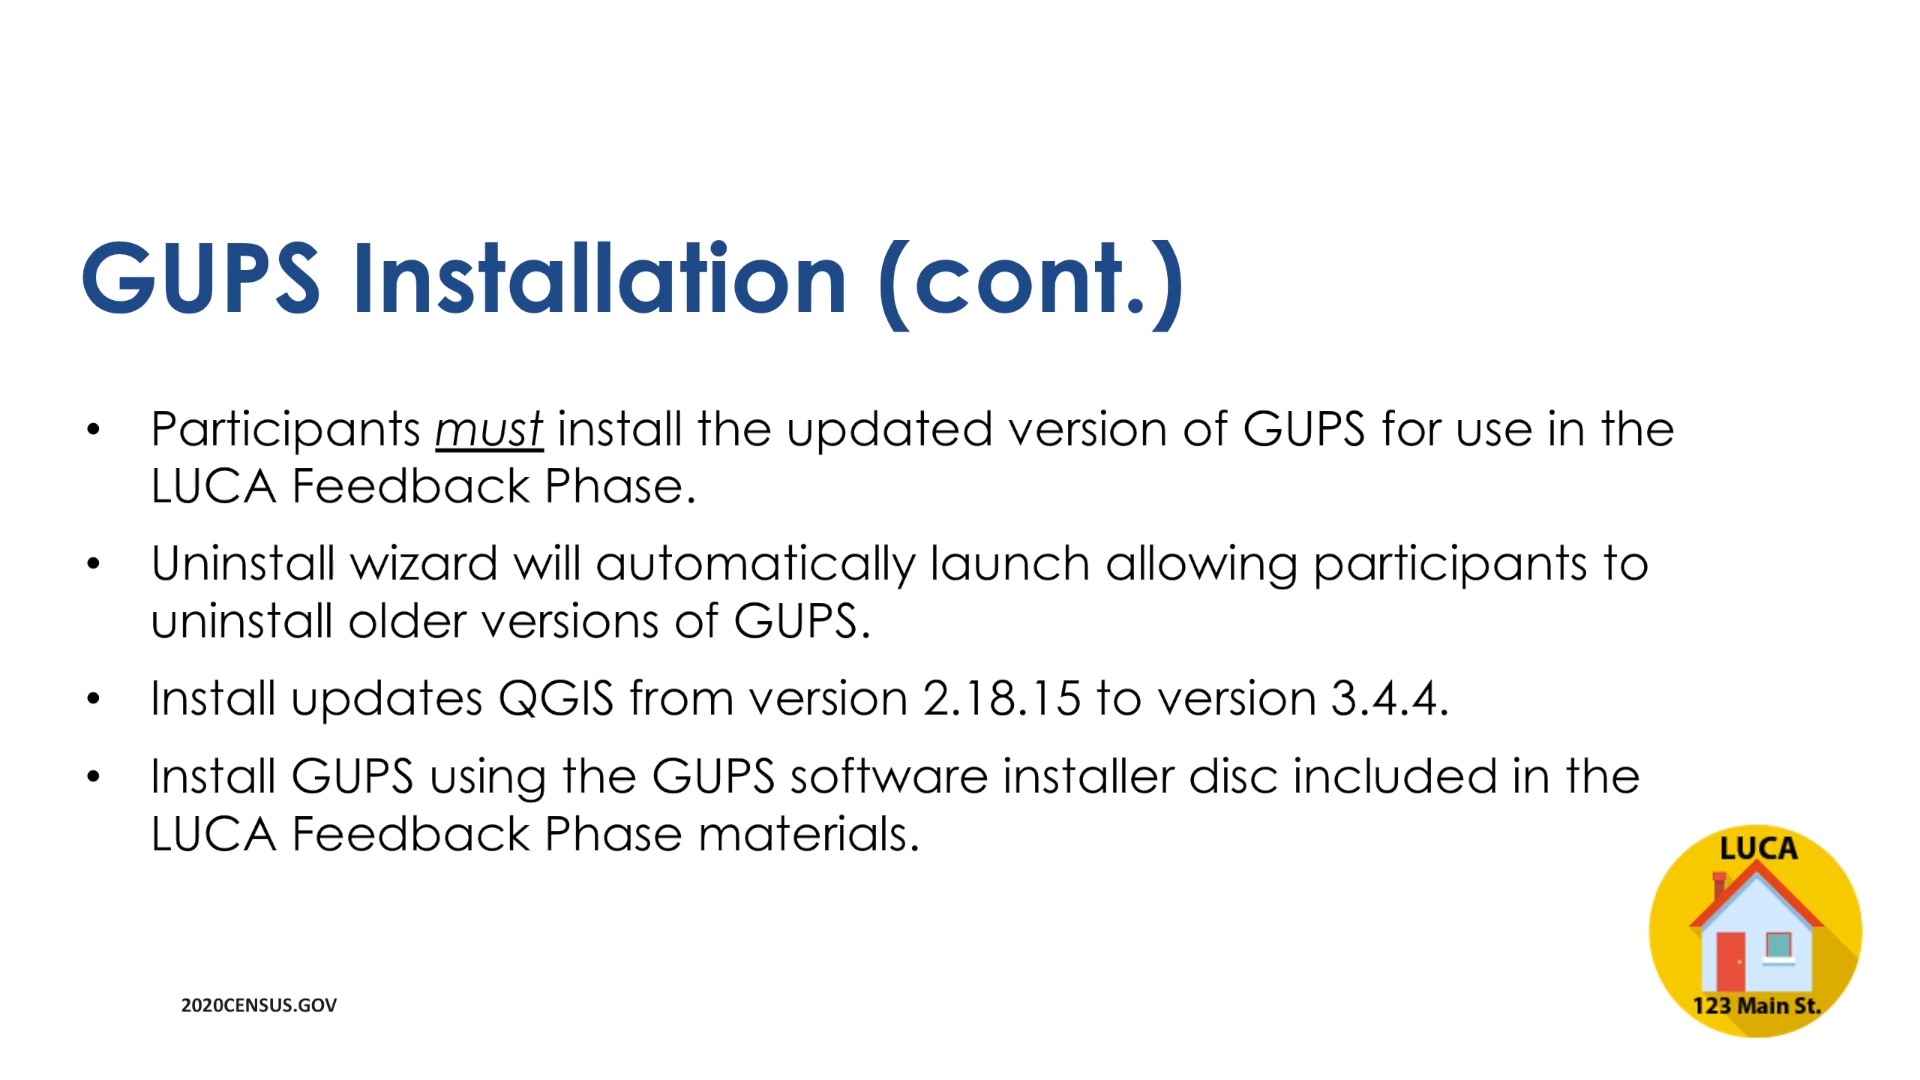 GUPS Installation (cont.)
• Participants must install the updated version of GUPS for use in the
LUCA Feedback Phase.
• Uninstall wizard will automatically launch allowing participants to
uninstall older versions of GUPS.
• Install updates QGIS from version 2.18.15 to version 3.4.4.
• Install GUPS using the GUPS software installer disc included in the
LUCA Feedback Phase materials.
LUCA
123 Main St.
2020CENSUS.GOV